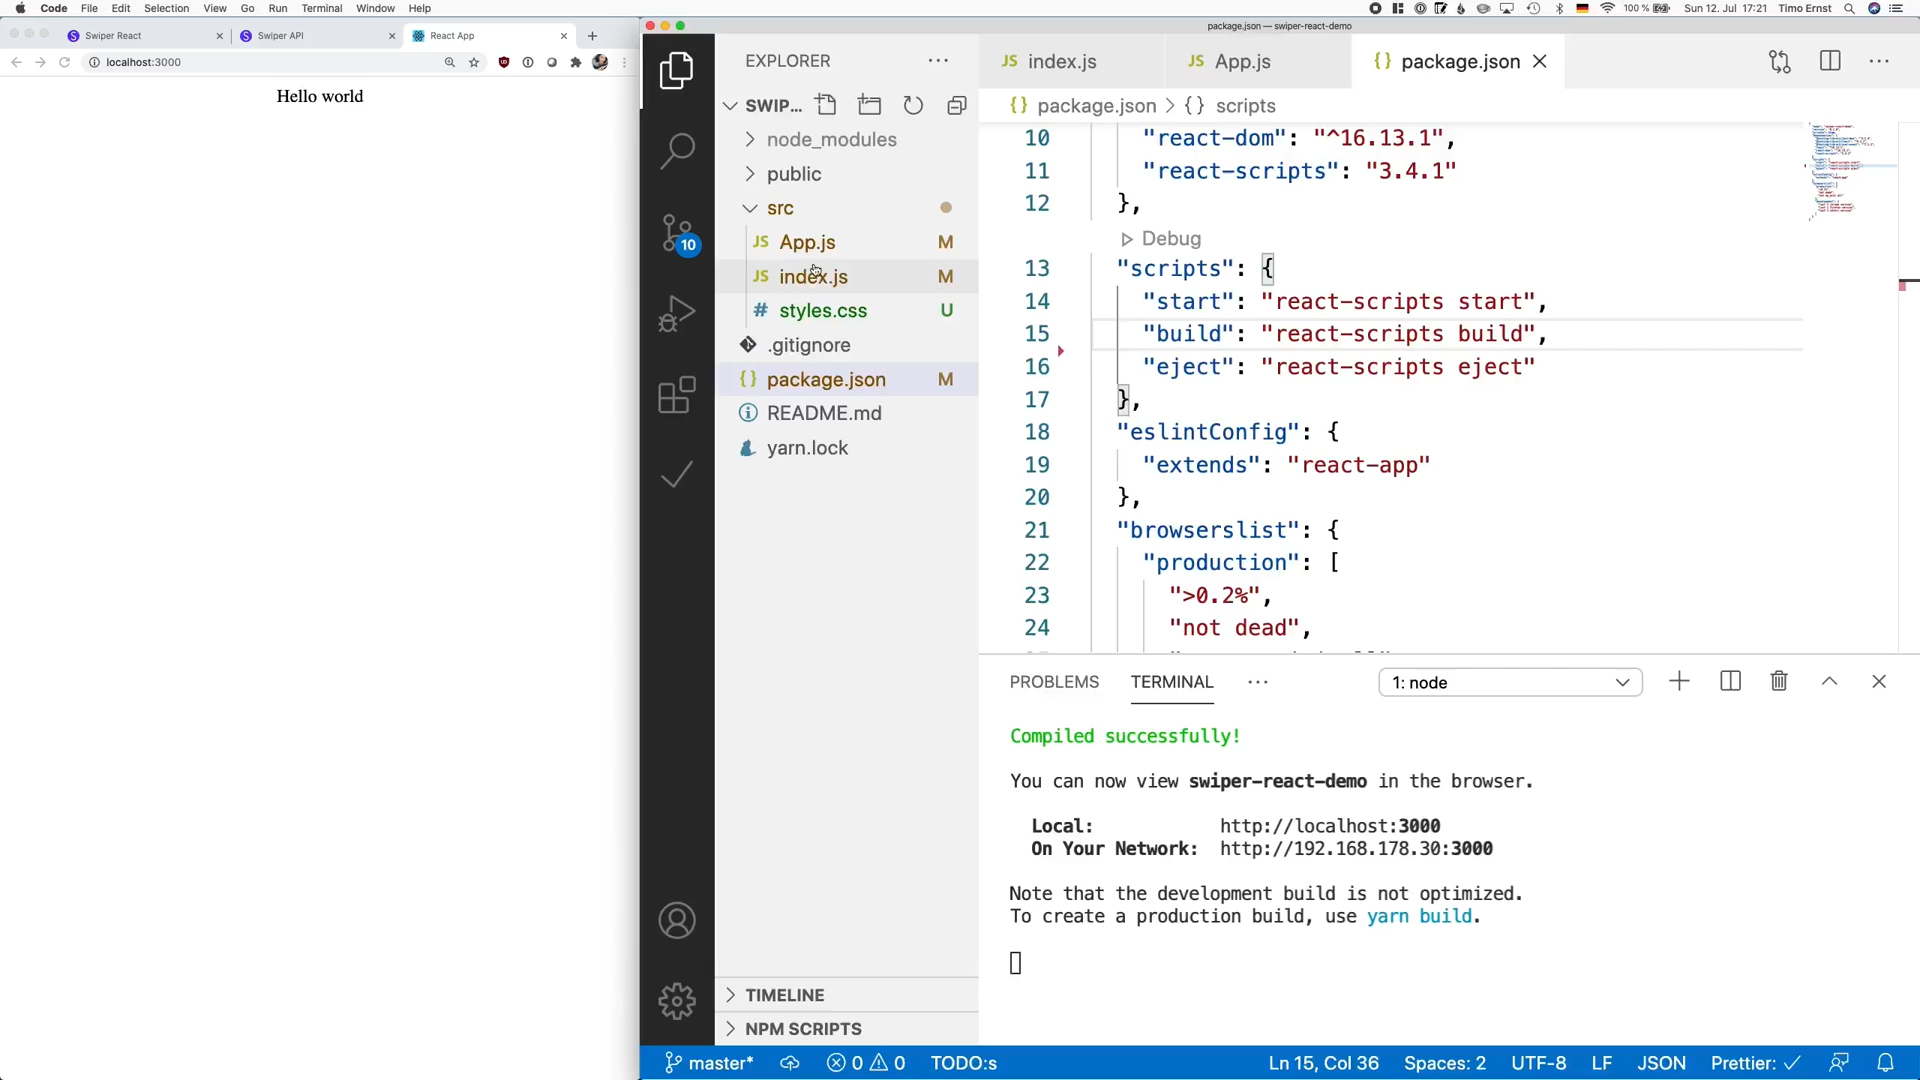 Code File Edit Selection View Go Run Terminal Window Help
100 % Sun 12. Jul 17:21 Timo Ernst
package.json — swiper-react-demo
Swiper React
Swiper API
React App
localhost:3000
Hello world
EXPLORER
SWIP...
node_modules
public
src
App.js M
index.js M
styles.css U
.gitignore
package.json M
README.md
yarn.lock
TIMELINE
NPM SCRIPTS
10
JS index.js
JS App.js
{} package.json
{} package.json > {} scripts
10 "react-dom": "^16.13.1",
11 "react-scripts": "3.4.1"
12 },
Debug
13 "scripts": {
14 "start": "react-scripts start",
15 "build": "react-scripts build",
16 "eject": "react-scripts eject"
17 },
18 "eslintConfig": {
19 "extends": "react-app"
20 },
21 "browserslist": {
22 "production": [
23 ">0.2%",
24 "not dead",
PROBLEMS TERMINAL
1: node
Compiled successfully!
You can now view swiper-react-demo in the browser.
Local: http://localhost:3000
On Your Network: http://192.168.178.30:3000
Note that the development build is not optimized.
To create a production build, use yarn build.
master* 0 0 TODO:s Ln 15, Col 36 Spaces: 2 UTF-8 LF JSON Prettier: ✓